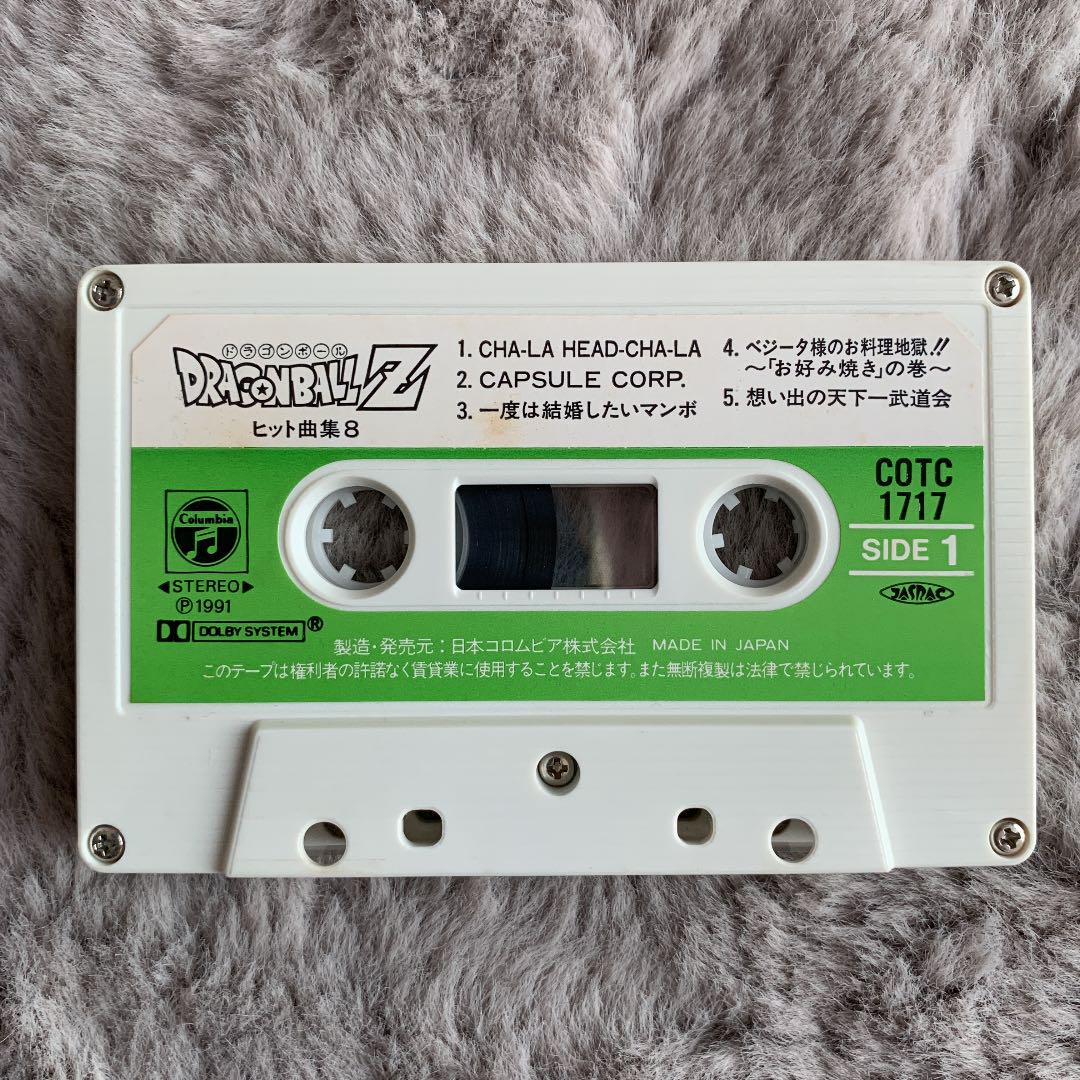 ドラゴンボール
DRAGONBALL Z
ヒット曲集8
1. CHA-LA HEAD-CHA-LA
2. CAPSULE CORP.
3. 一度は結婚したいマンボ
4. ベジータ様のお料理地獄!!
〜「お好み焼き」の巻〜
5. 想い出の天下一武道会
Columbia
◀STEREO▶
Ⓟ1991
DOLBY SYSTEM®
COTC
1717
SIDE 1
JASRAC
製造・発売元：日本コロムビア株式会社 MADE IN JAPAN
このテープは権利者の許諾なく賃貸業に使用することを禁じます。また無断複製は法律で禁じられています。